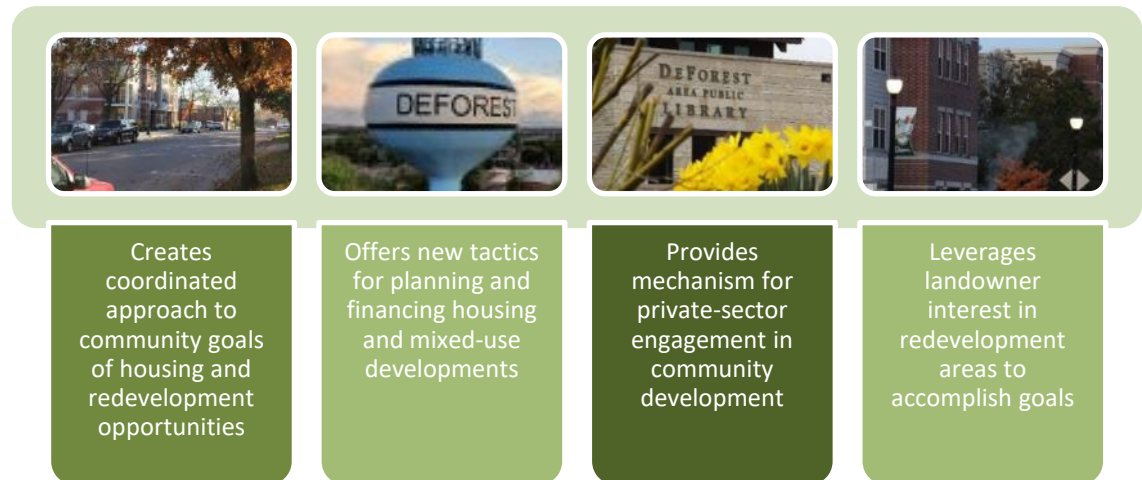 DEFOREST
DEFOREST
AREA PUBLIC
LIBRARY
Creates
coordinated
approach to
community goals
of housing and
redevelopment
opportunities
Offers new tactics
for planning and
financing housing
and mixed-use
developments
Provides
mechanism for
private-sector
engagement in
community
development
Leverages
landowner
interest in
redevelopment
areas to
accomplish goals